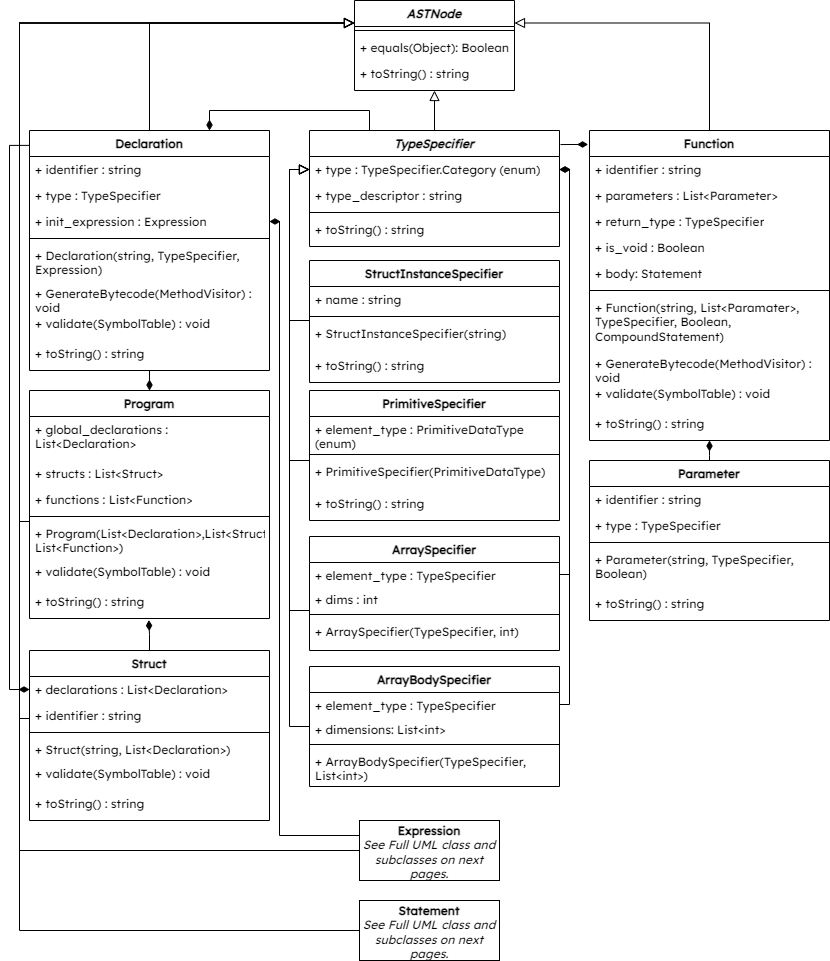 ASTNode
+ equals(Object): Boolean
+ toString() : string
Declaration
+ identifier : string
+ type : TypeSpecifier
+ init_expression : Expression
+ Declaration(string, TypeSpecifier,
Expression)
+ GenerateBytecode(MethodVisitor) :
void
+ validate(SymbolTable) : void
+ toString() : string
Program
+ global_declarations :
List<Declaration>
+ structs : List<Struct>
+ functions : List<Function>
+ Program(List<Declaration>,List<Struct
List<Function>)
+ validate(SymbolTable) : void
+ toString() : string
Struct
+ declarations : List<Declaration>
+ identifier : string
+ Struct(string, List<Declaration>)
+ validate(SymbolTable) : void
+ toString() : string
TypeSpecifier
+ type : TypeSpecifier.Category (enum)
+ type_descriptor : string
+ toString() : string
StructInstanceSpecifier
+ name : string
+ StructInstanceSpecifier(string)
+ toString() : string
PrimitiveSpecifier
+ element_type : PrimitiveDataType
(enum)
+ PrimitiveSpecifier(PrimitiveDataType)
+ toString() : string
ArraySpecifier
+ element_type : TypeSpecifier
+ dims : int
+ ArraySpecifier(TypeSpecifier, int)
ArrayBodySpecifier
+ element_type : TypeSpecifier
+ dimensions: List<int>
+ ArrayBodySpecifier(TypeSpecifier,
List<int>)
Function
+ identifier : string
+ parameters : List<Parameter>
+ return_type : TypeSpecifier
+ is_void : Boolean
+ body: Statement
+ Function(string, List<Paramater>,
TypeSpecifier, Boolean,
CompoundStatement)
+ GenerateBytecode(MethodVisitor) :
void
+ validate(SymbolTable) : void
+ toString() : string
Parameter
+ identifier : string
+ type : TypeSpecifier
+ Parameter(string, TypeSpecifier,
Boolean)
+ toString() : string
Expression
See Full UML class and
subclasses on next
pages.
Statement
See Full UML class and
subclasses on next
pages.